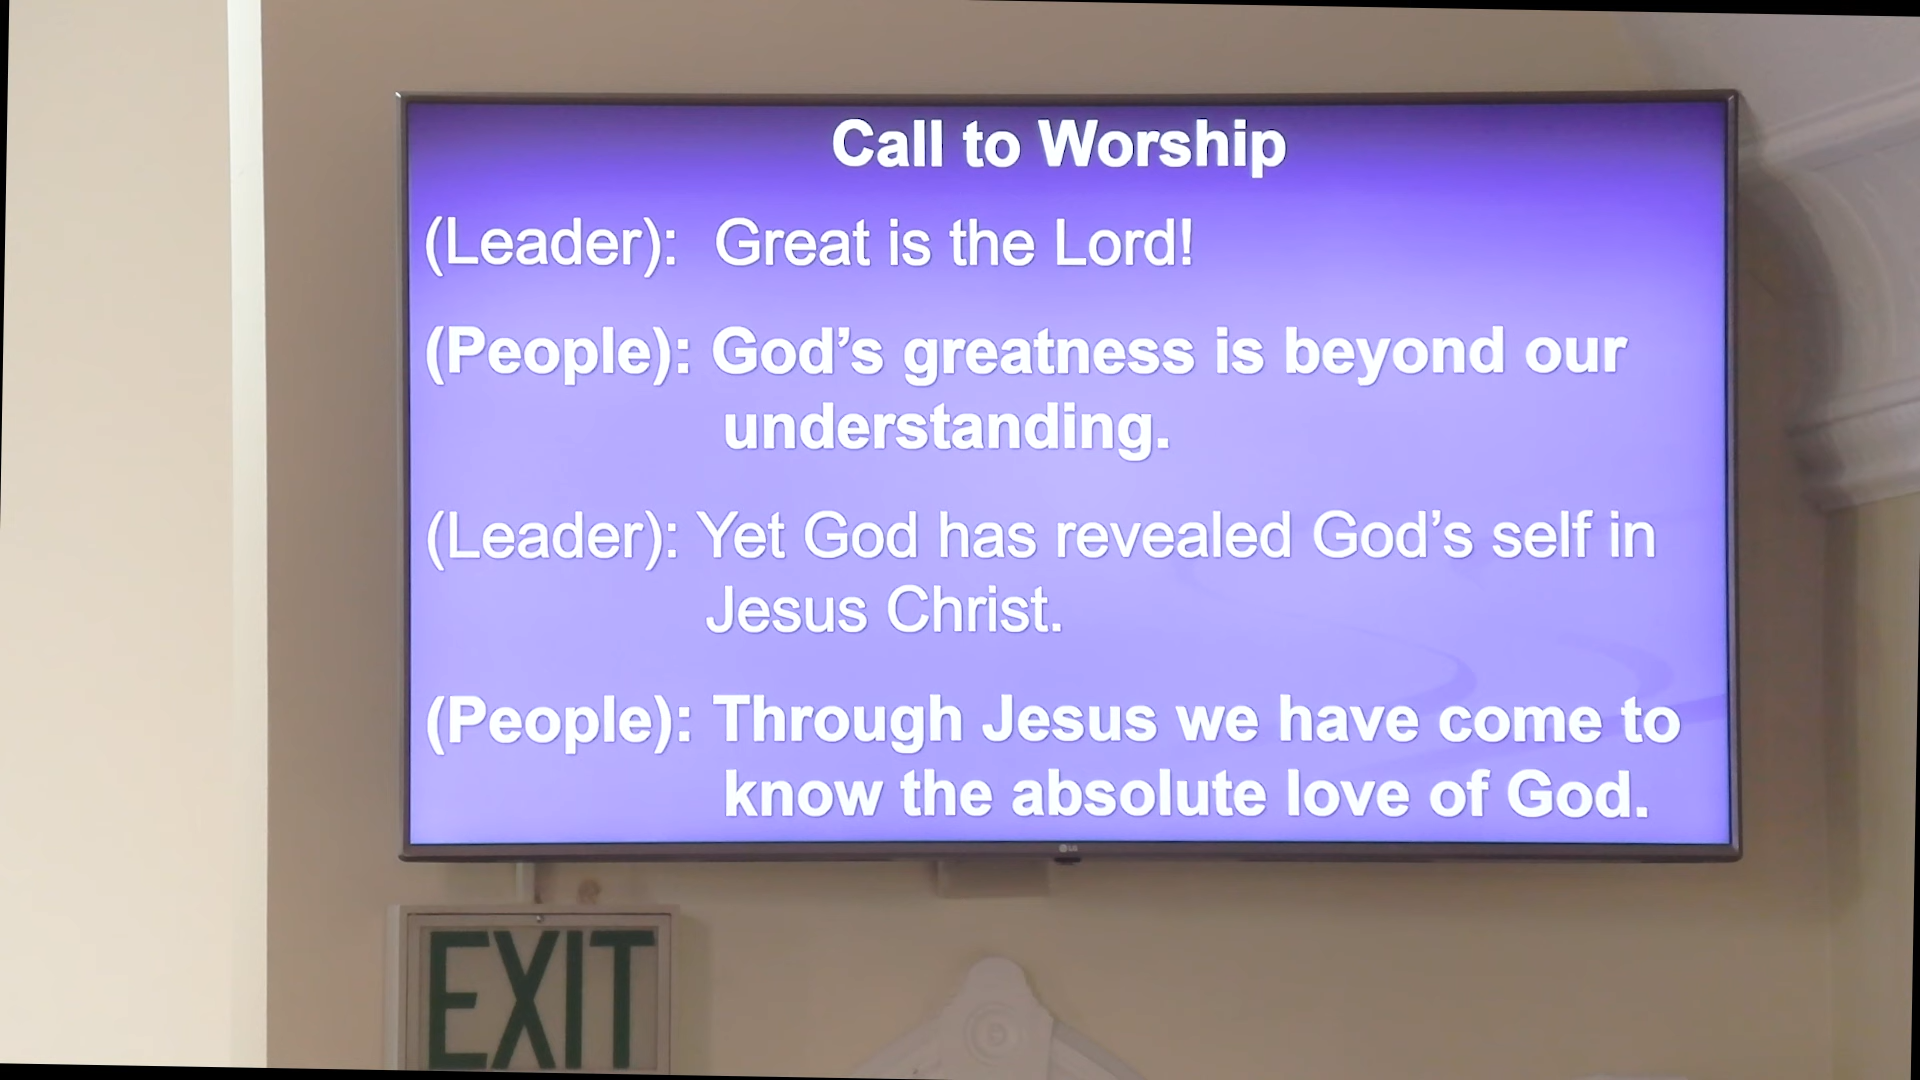 Call to Worship
(Leader): Great is the Lord!
(People): God’s greatness is beyond our
understanding.
(Leader): Yet God has revealed God’s self in
Jesus Christ.
(People): Through Jesus we have come to
know the absolute love of God.
LG
EXIT